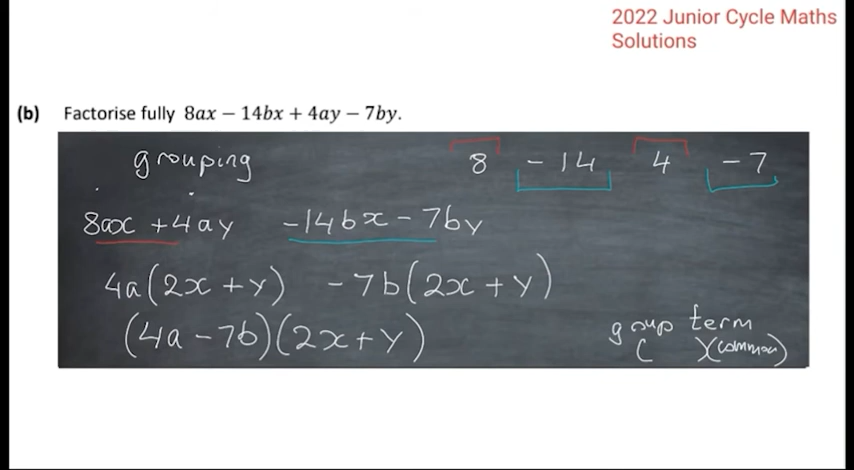 2022 Junior Cycle Maths
Solutions
(b) Factorise fully 8ax − 14bx + 4ay − 7by.
grouping 8 −14 4 −7
8ax +4ay −14bx − 7by
4a(2x + y) − 7b(2x + y)
(4a − 7b)(2x + y)
group term
( )(common)